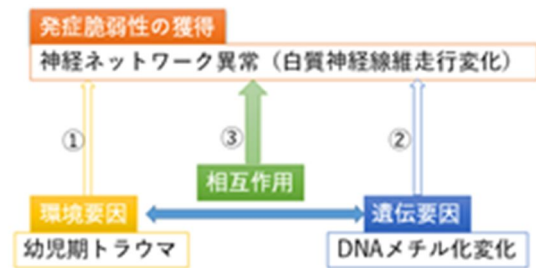 発症脆弱性の獲得
神経ネットワーク異常（白質神経線維走行変化）
①
③
②
相互作用
環境要因
遺伝要因
幼児期トラウマ
DNAメチル化変化